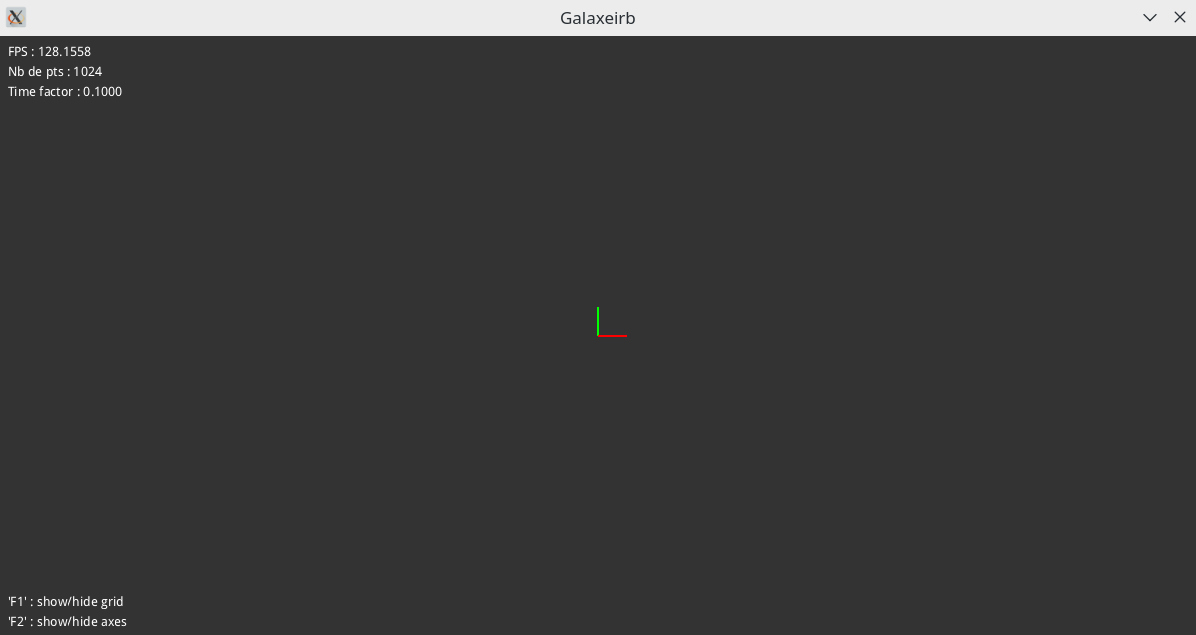 Galaxeirb
FPS : 128.1558
Nb de pts : 1024
Time factor : 0.1000
'F1' : show/hide grid
'F2' : show/hide axes